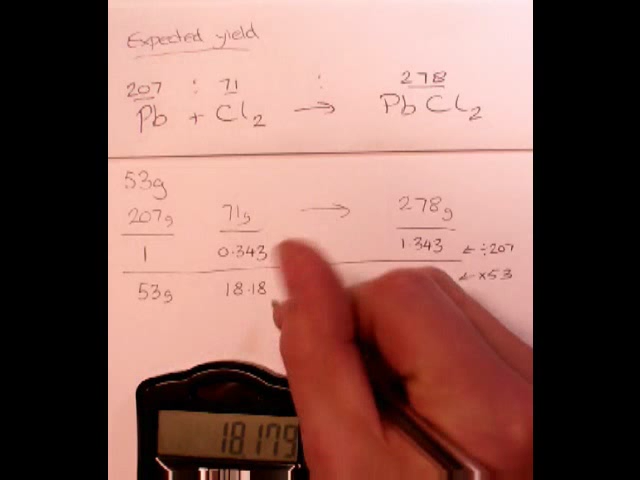 Expected yield
207 : 71 : 278
Pb + Cl₂ → PbCl₂
53g
207g 71g → 278g
1 0.343 1.343 ← ÷207
53g 18.18 ← ×53
18.179